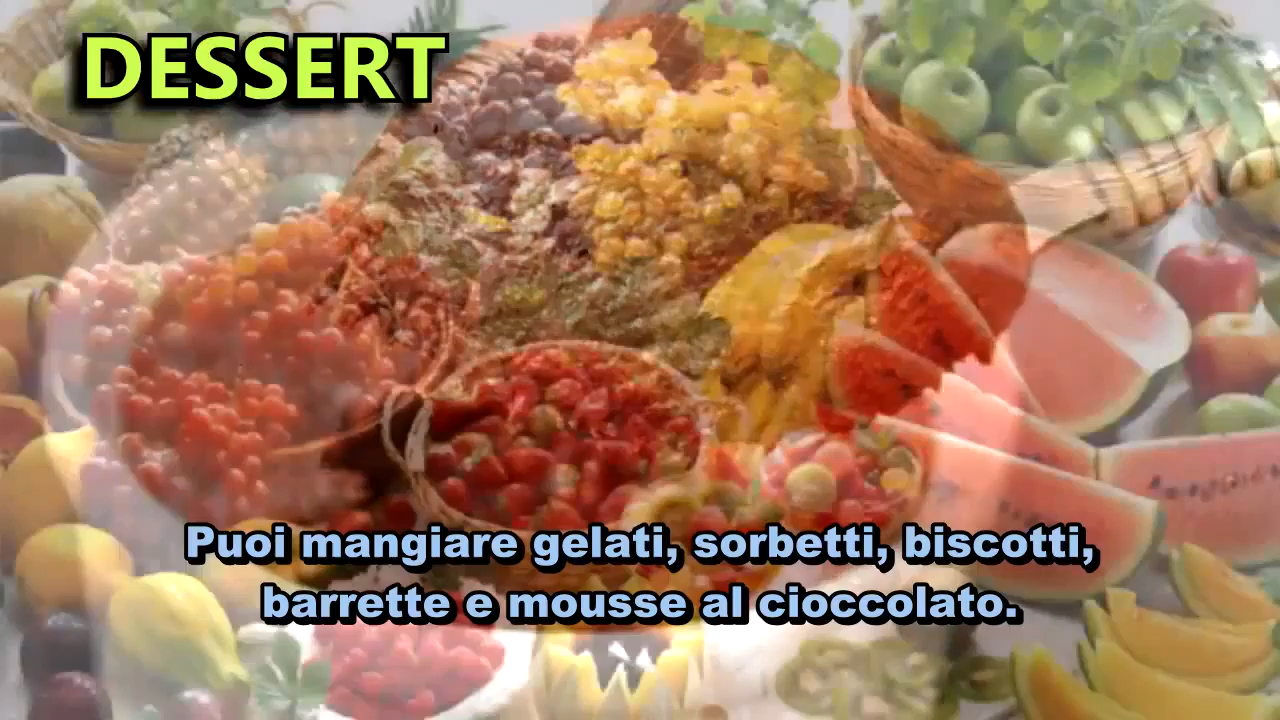 DESSERT
Puoi mangiare gelati, sorbetti, biscotti,
barrette e mousse al cioccolato.